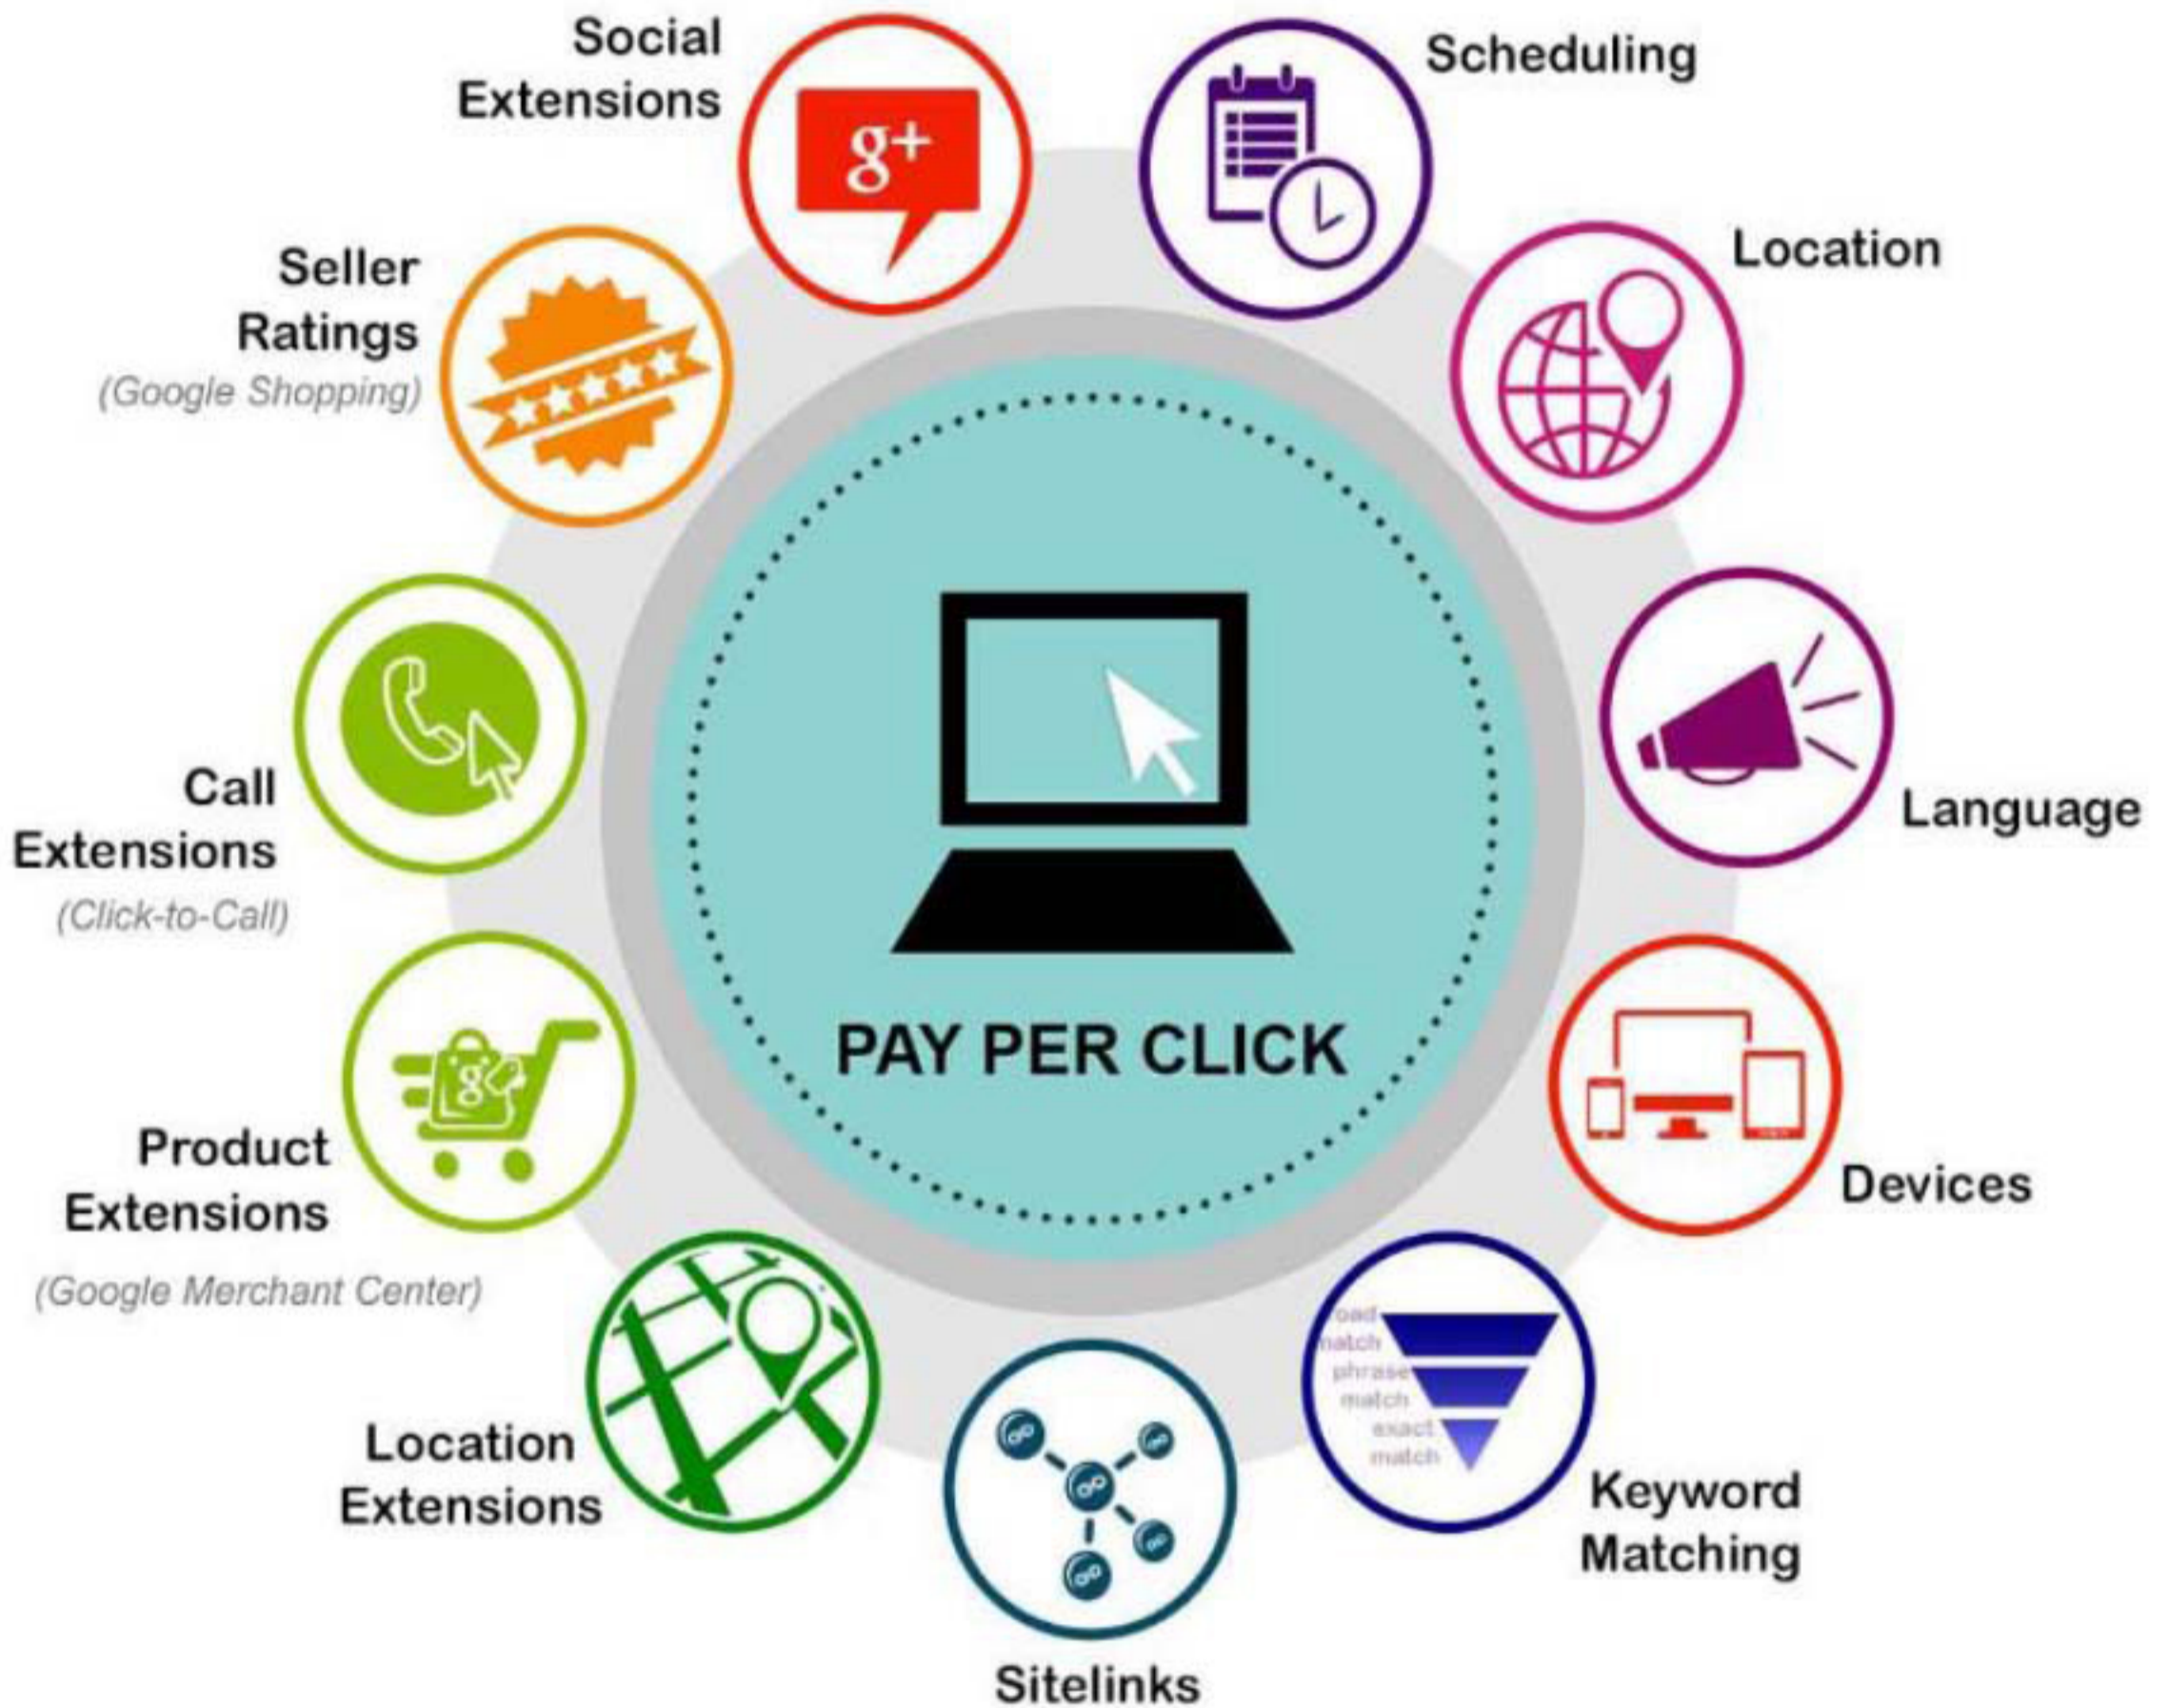 Social
Extensions
g+
Scheduling
Location
Seller
Ratings
(Google Shopping)
Language
Call
Extensions
(Click-to-Call)
PAY PER CLICK
Devices
g
Product
Extensions
(Google Merchant Center)
oad
match
phrase
match
exact
match
Keyword
Matching
Location
Extensions
Sitelinks